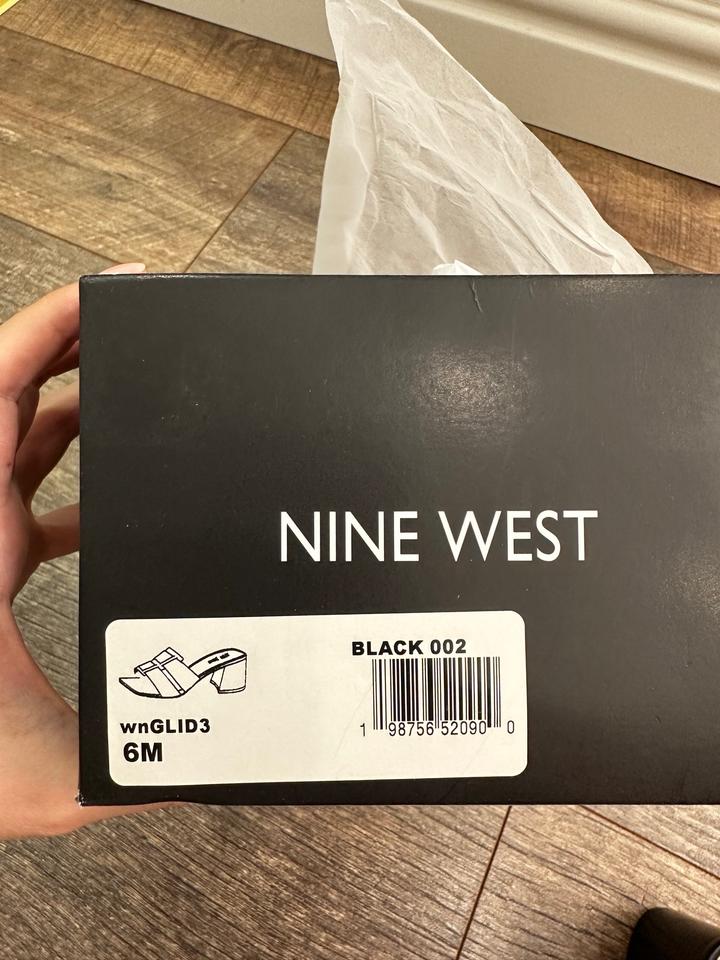 NINE WEST
BLACK 002
1 98756 52090 0
wnGLID3
6M